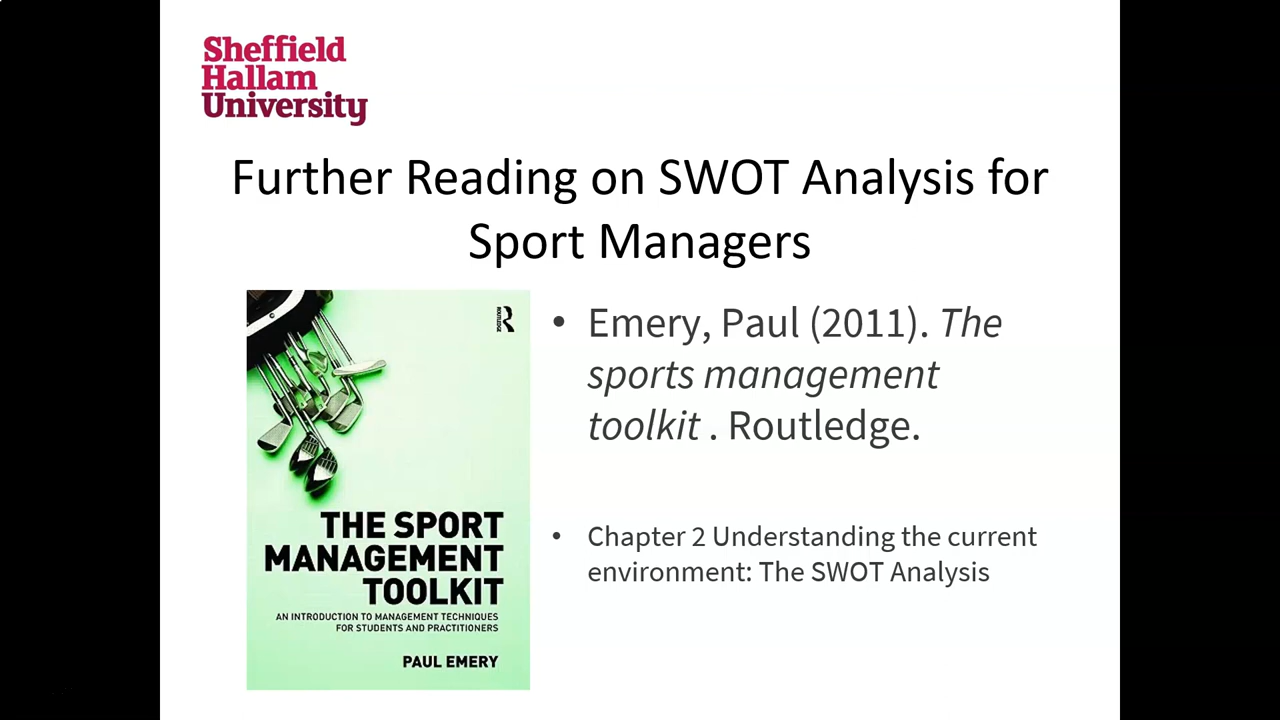 Sheffield
Hallam
University
Further Reading on SWOT Analysis for
Sport Managers
ROUTLEDGE
THE SPORT
MANAGEMENT
TOOLKIT
AN INTRODUCTION TO MANAGEMENT TECHNIQUES
FOR STUDENTS AND PRACTITIONERS
PAUL EMERY
• Emery, Paul (2011). The
sports management
toolkit . Routledge.
• Chapter 2 Understanding the current
environment: The SWOT Analysis